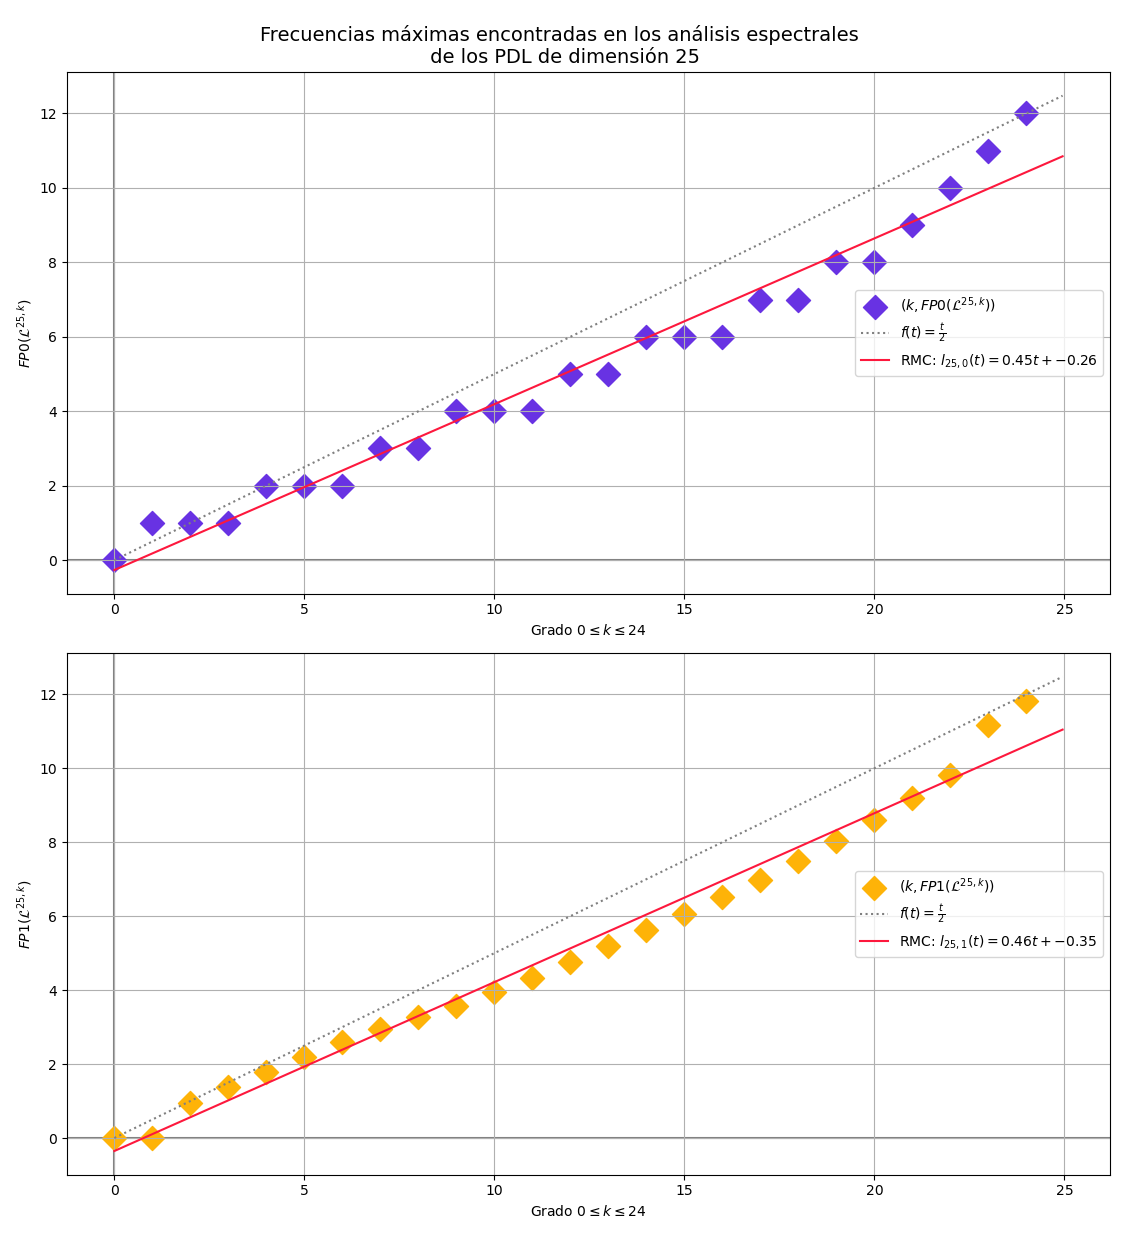 Frecuencias máximas encontradas en los análisis espectrales
de los PDL de dimensión 25
12
10
8
6
4
2
0
FP0(ℒ^{25,k})
(k, FP0(ℒ^{25,k}))
f(t) = t/2
RMC: l_{25,0}(t) = 0.45t + −0.26
0 5 10 15 20 25
Grado 0 ≤ k ≤ 24
12
10
8
6
4
2
0
FP1(ℒ^{25,k})
(k, FP1(ℒ^{25,k}))
f(t) = t/2
RMC: l_{25,1}(t) = 0.46t + −0.35
0 5 10 15 20 25
Grado 0 ≤ k ≤ 24